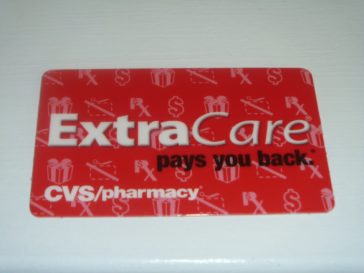 ExtraCare®
pays you back.
CVS/pharmacy